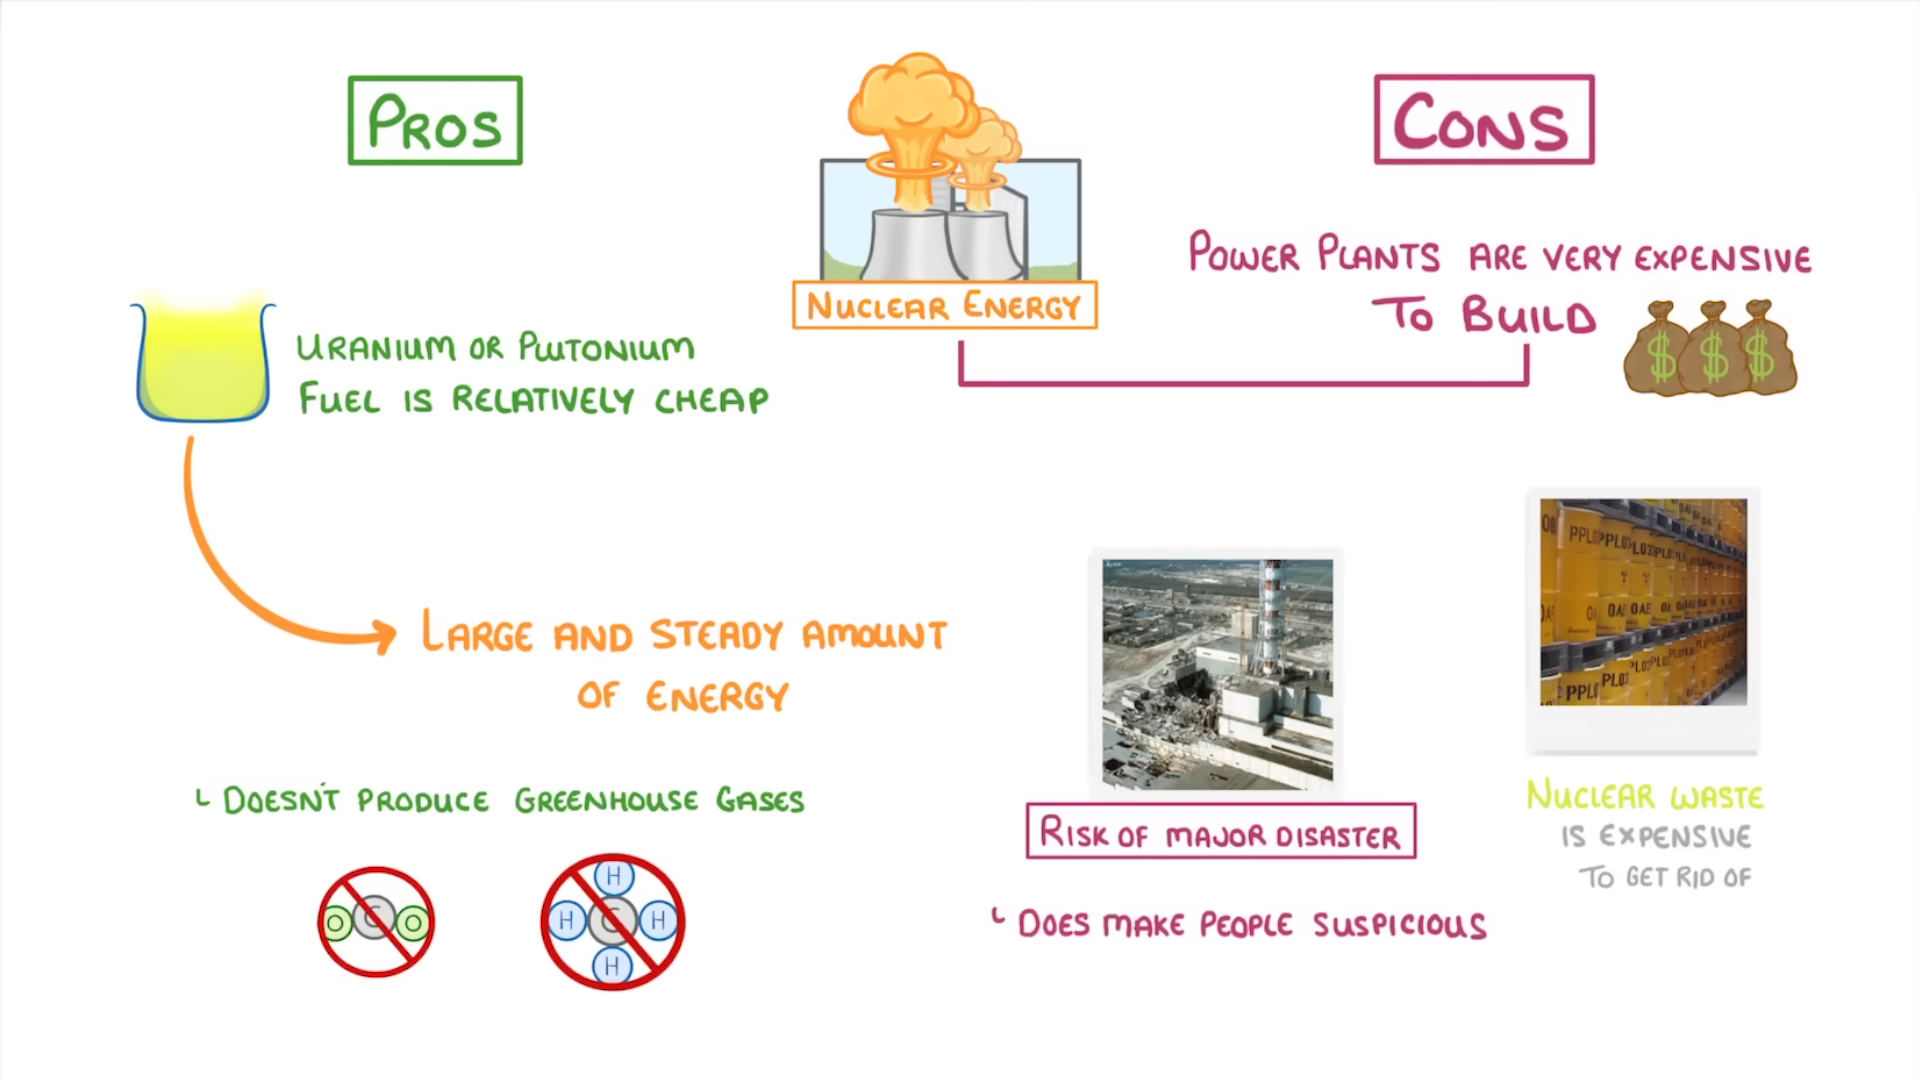 PROS
NUCLEAR ENERGY
CONS
POWER PLANTS ARE VERY EXPENSIVE
TO BUILD
$ $ $
URANIUM OR PLUTONIUM
FUEL IS RELATIVELY CHEAP
LARGE AND STEADY AMOUNT
OF ENERGY
DOESN'T PRODUCE GREENHOUSE GASES
O C O
H
H C H
H
RISK OF MAJOR DISASTER
DOES MAKE PEOPLE SUSPICIOUS
NUCLEAR WASTE
IS EXPENSIVE
TO GET RID OF